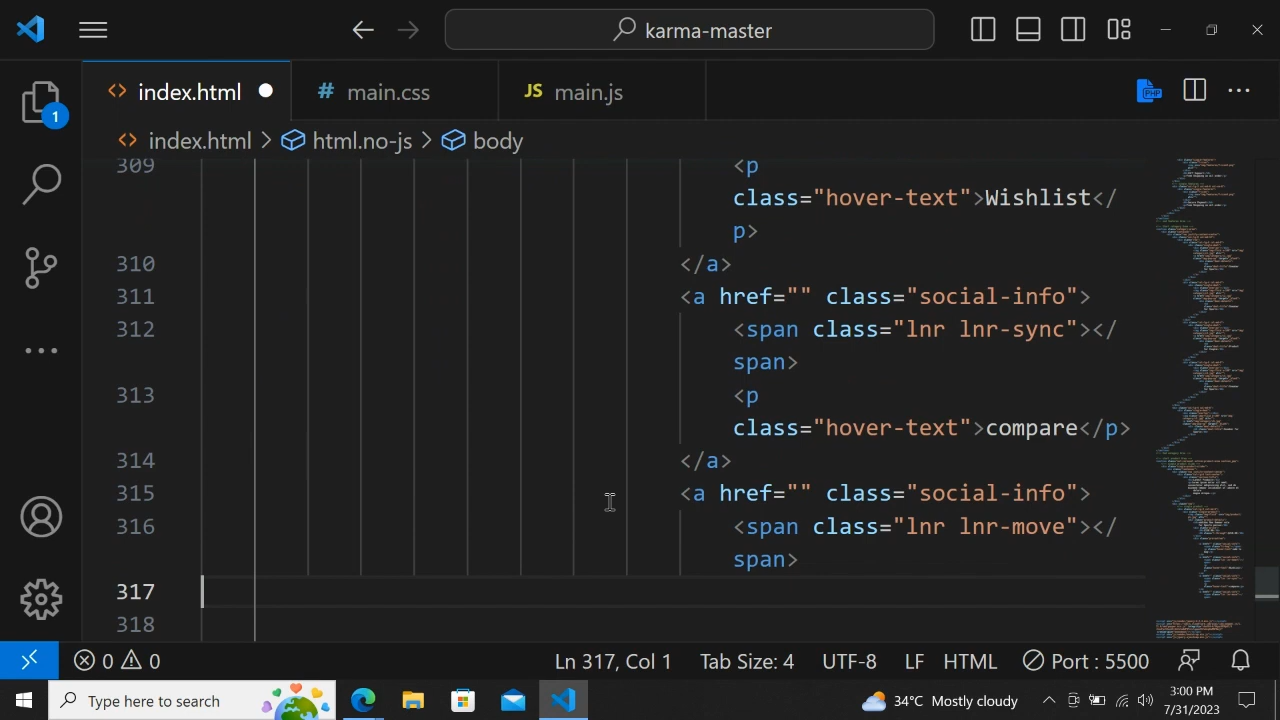 karma-master
index.html
# main.css
JS main.js
PHP
index.html > html.no-js > body
1
309 <p
class="hover-text">Wishlist</
p>
310 </a>
311 <a href="" class="social-info">
312 <span class="lnr lnr-sync"></
span>
313 <p
class="hover-text">compare</p>
314 </a>
315 <a href="" class="social-info">
316 <span class="lnr lnr-move"></
span>
317
318
0 0 Ln 317, Col 1 Tab Size: 4 UTF-8 LF HTML Port : 5500
Type here to search
34°C Mostly cloudy
3:00 PM
7/31/2023